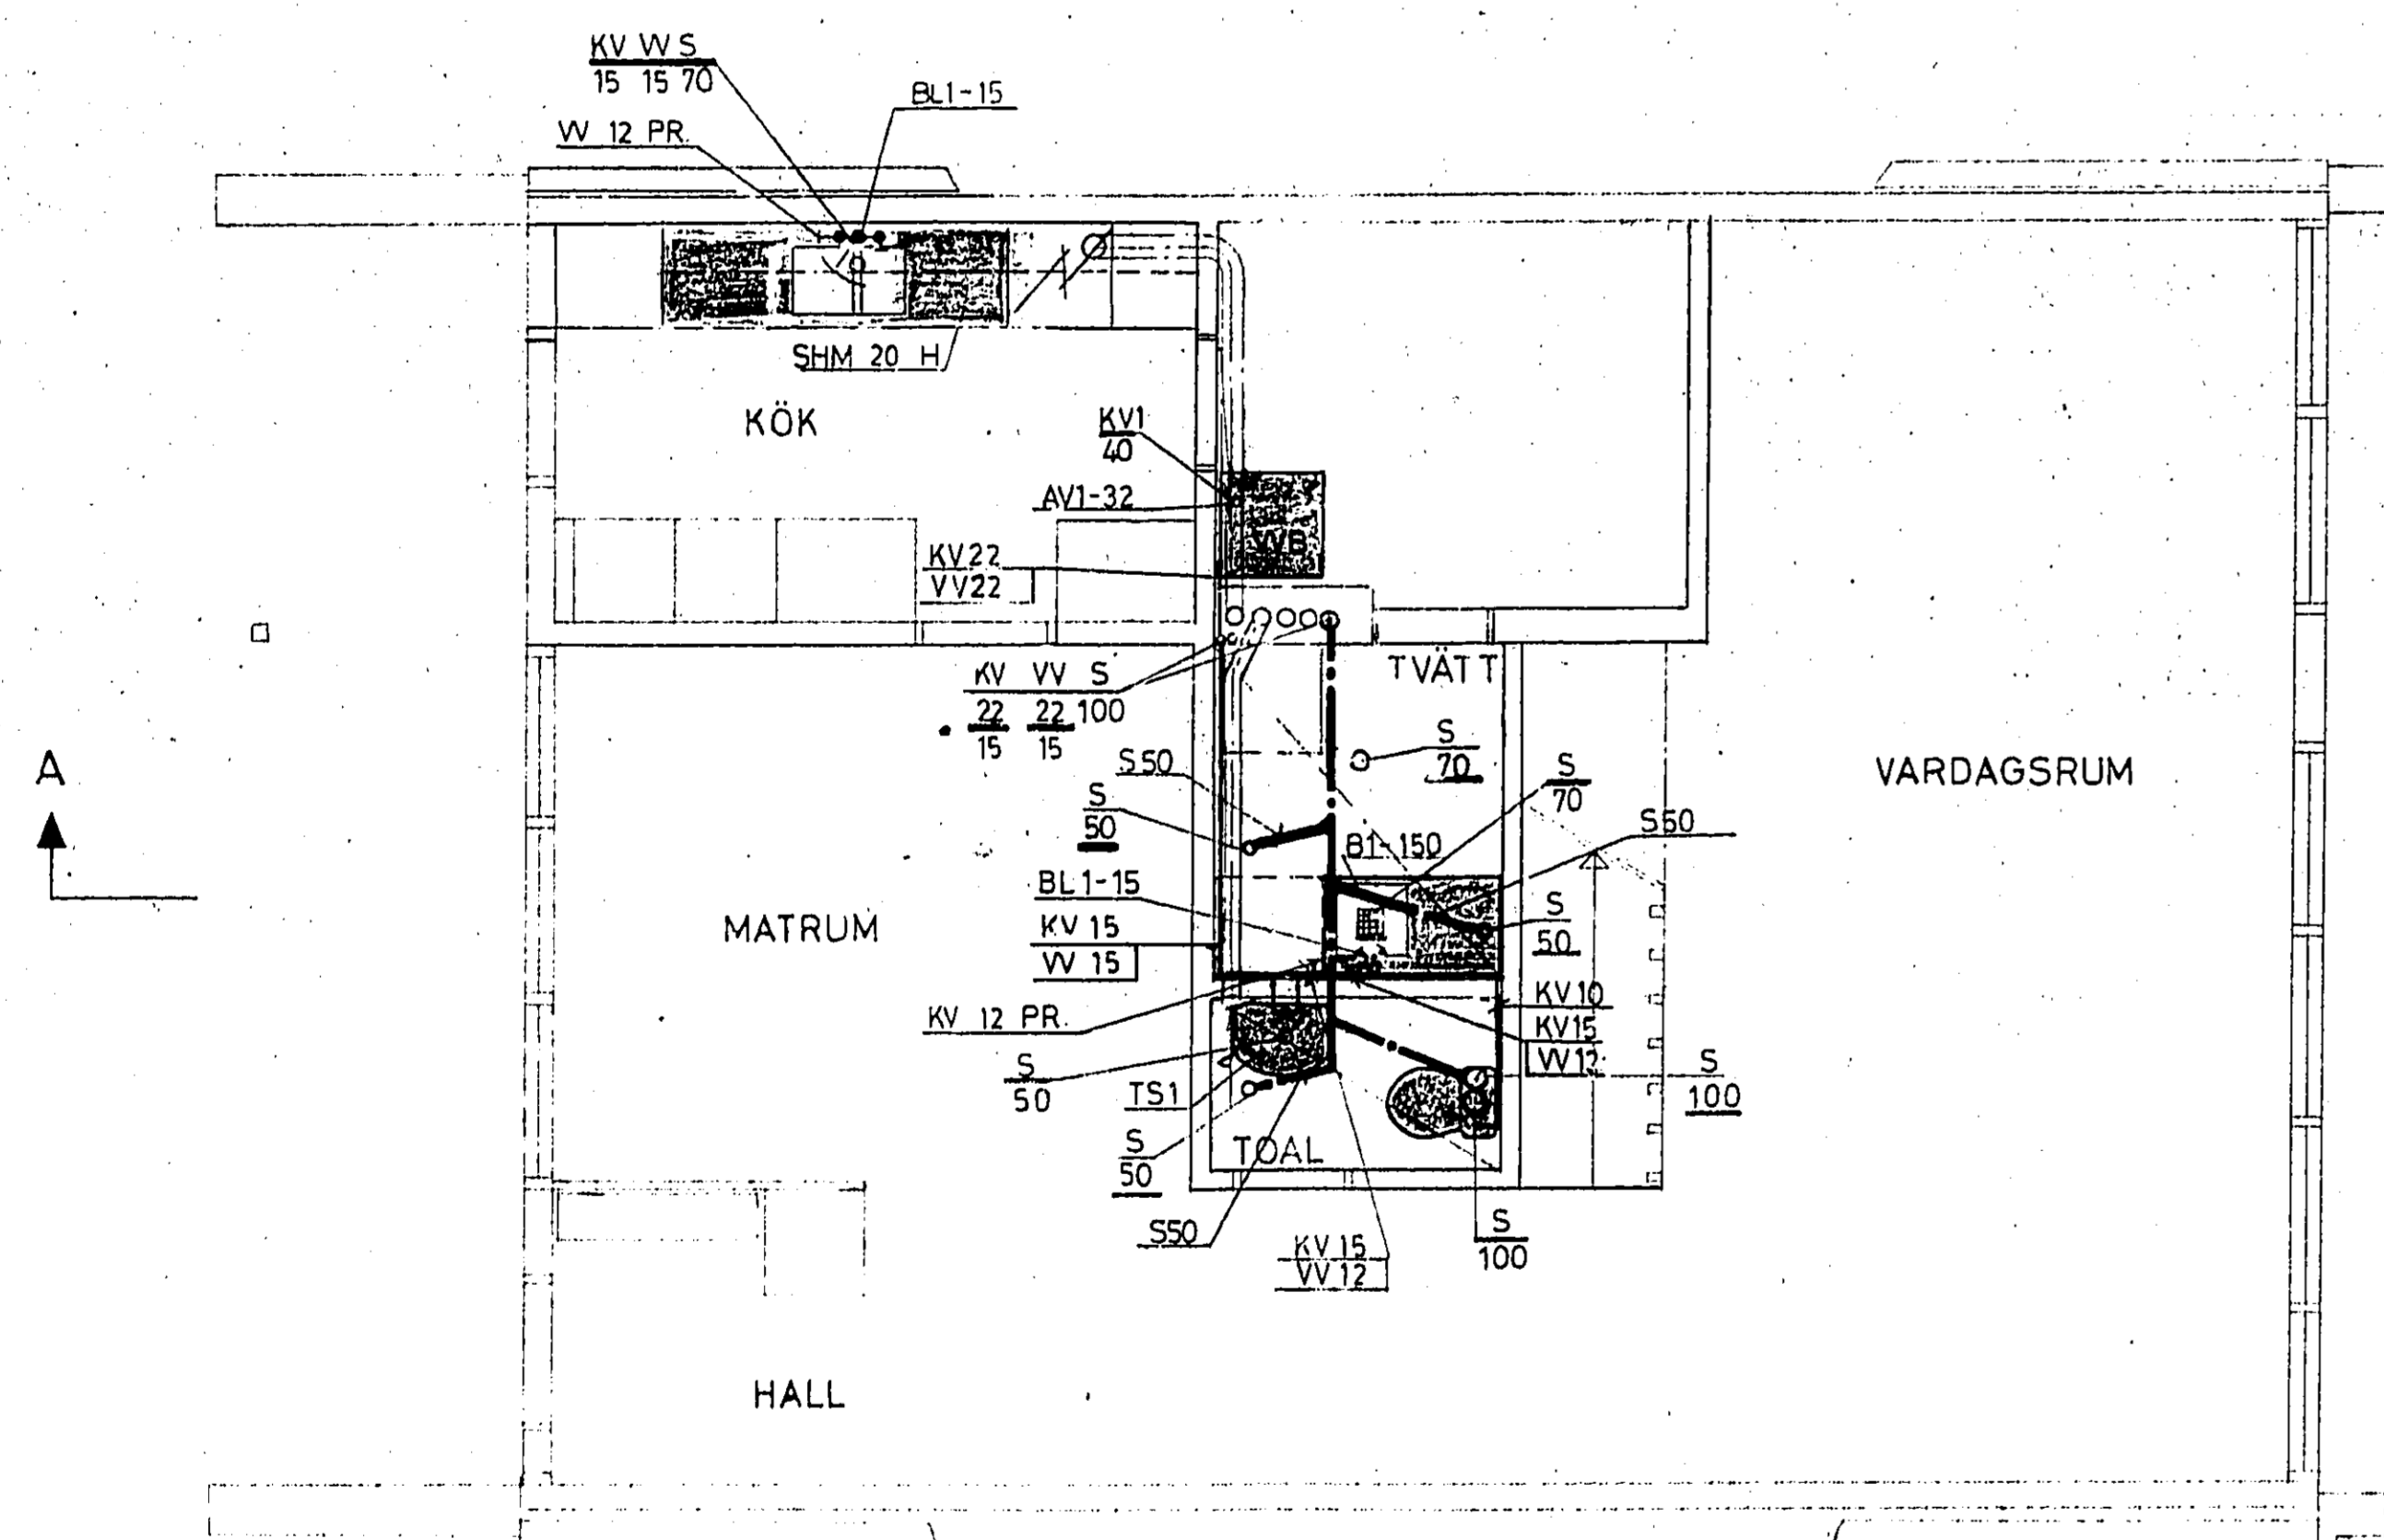 KV VV S
15 15 70
BL1-15
VV 12 PR.
SHM 20 H
KÖK
KV1
40
AV1-32
VVB
KV22
VV22
KV VV S
22 22 100
15 15
TVÄTT
S
70
S50
S
50
S
70
S50
B1-150
A
VARDAGSRUM
MATRUM
BL1-15
KV 15
VV 15
S
50
KV 12 PR.
KV10
KV15
VV12
S
50
TS1
S
100
S
50
TOAL
S50
KV 15
VV 12
S
100
HALL